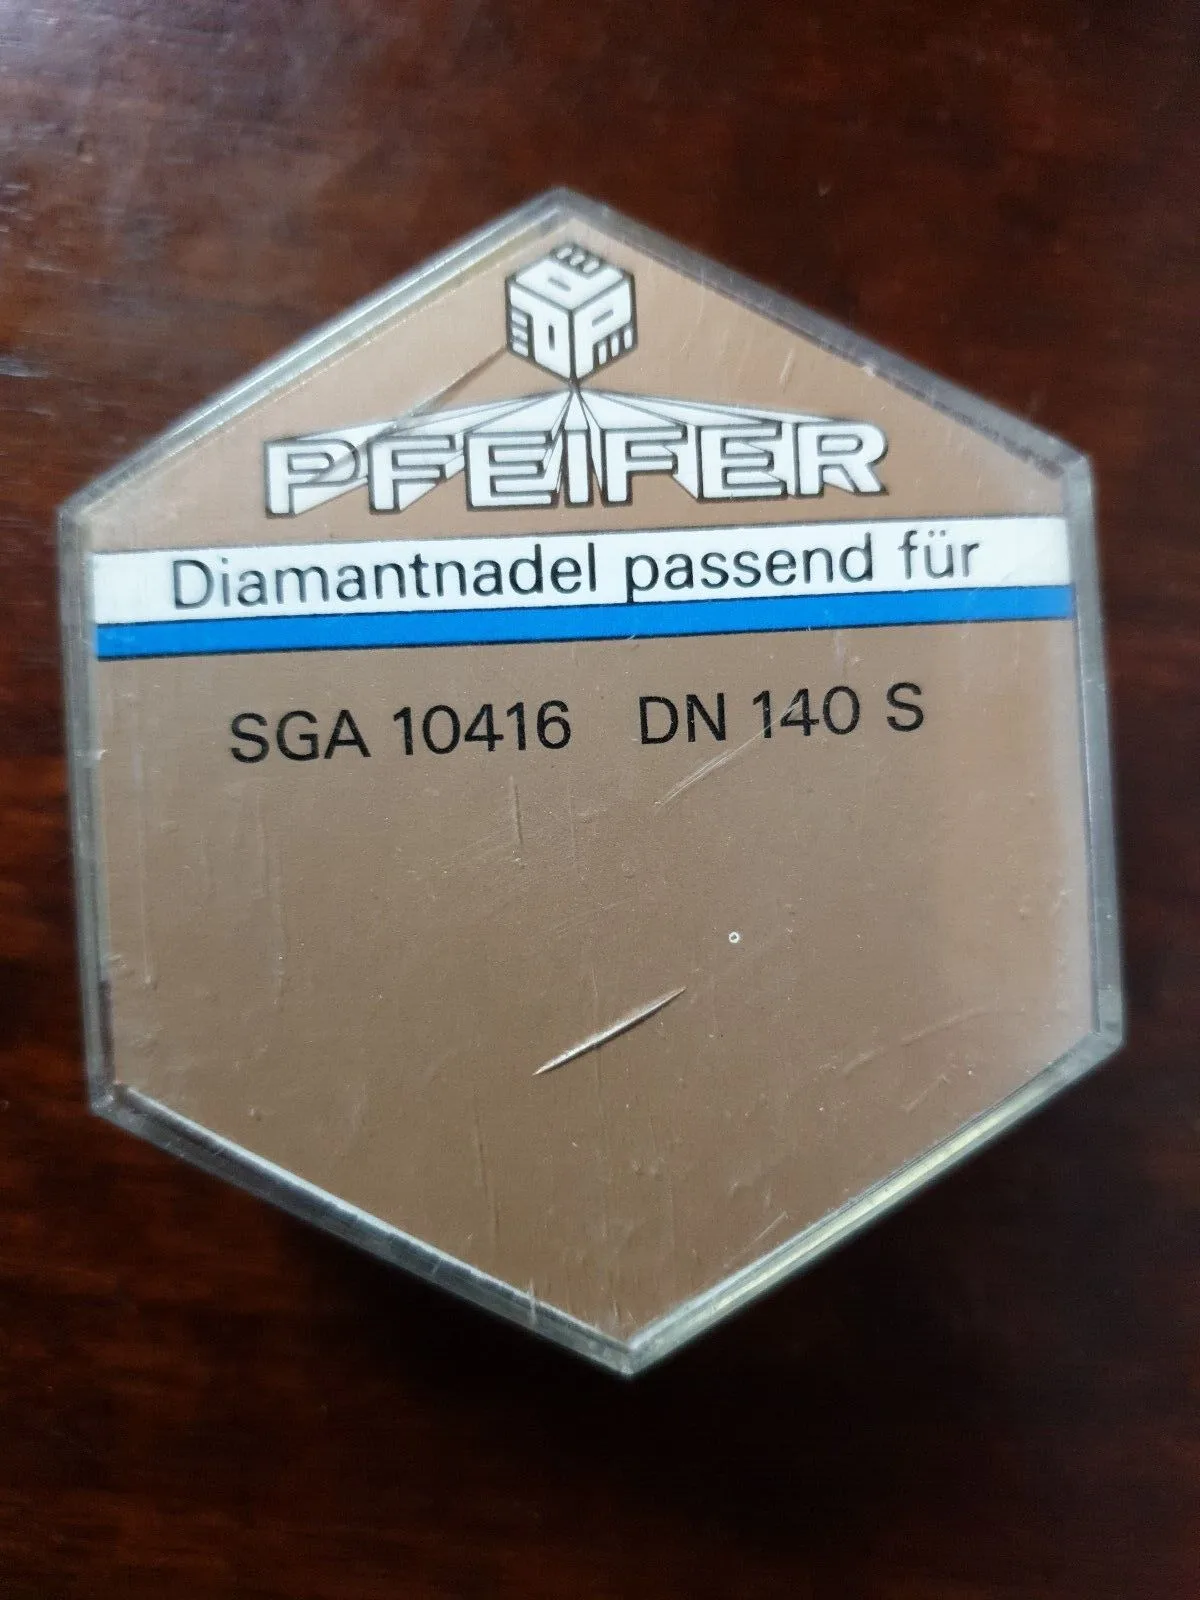 PFEIFER
Diamantnadel passend für
SGA 10416 DN 140 S